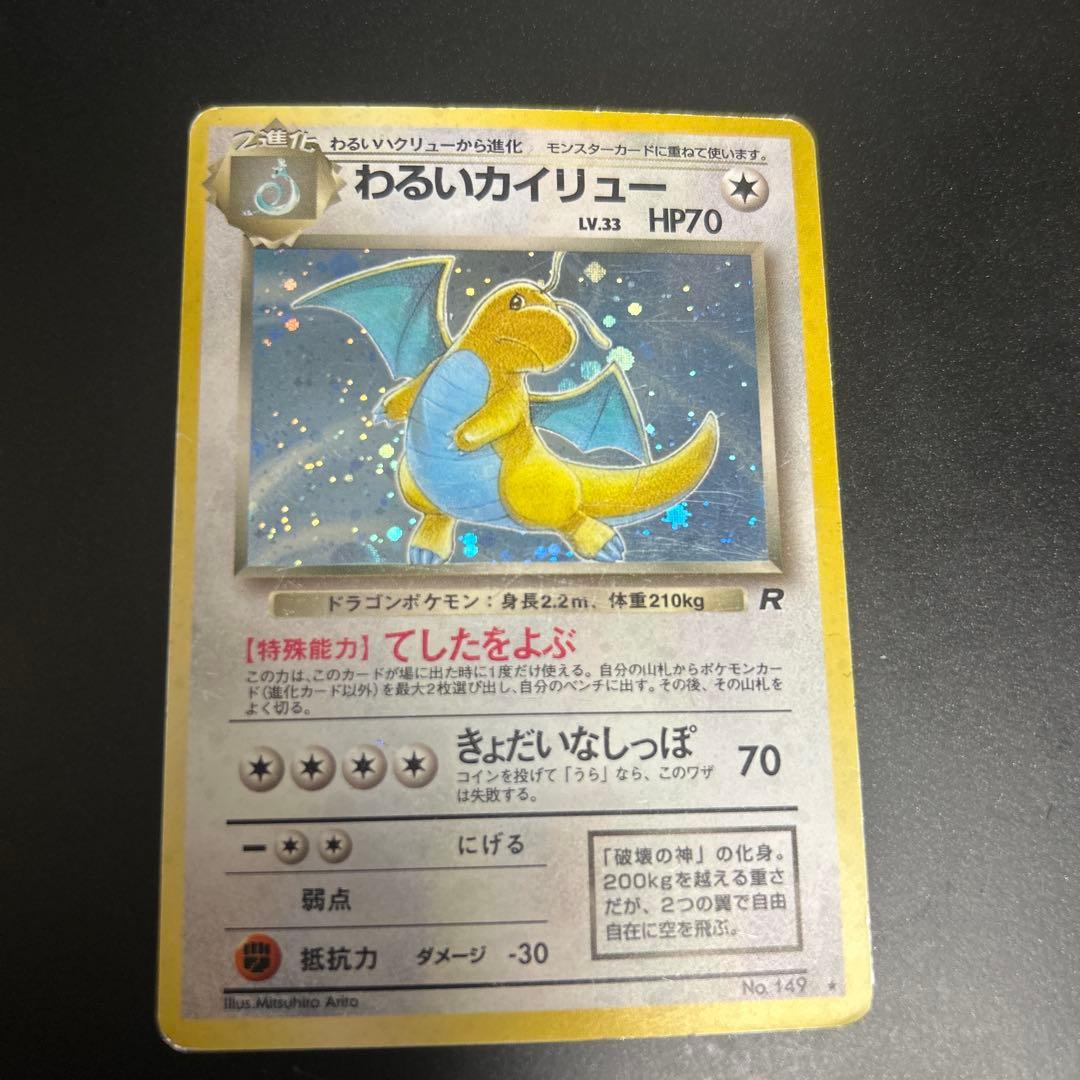 2進化 わるいハクリューから進化 モンスターカードに重ねて使います。
わるいカイリュー
LV.33 HP70
ドラゴンポケモン:身長2.2m、体重210kg
R
【特殊能力】てしたをよぶ
この力は、このカードが場に出た時に1度だけ使える。自分の山札からポケモンカー
ド(進化カード以外)を最大2枚選び出し、自分のベンチに出す。その後、その山札を
よく切る。
きょだいなしっぽ 70
コインを投げて「うら」なら、このワザ
は失敗する。
にげる
弱点
抵抗力 ダメージ -30
「破壊の神」の化身。
200kgを越える重さ
だが、2つの翼で自由
自在に空を飛ぶ。
Illus.Mitsuhiro Arita
No.149 ★